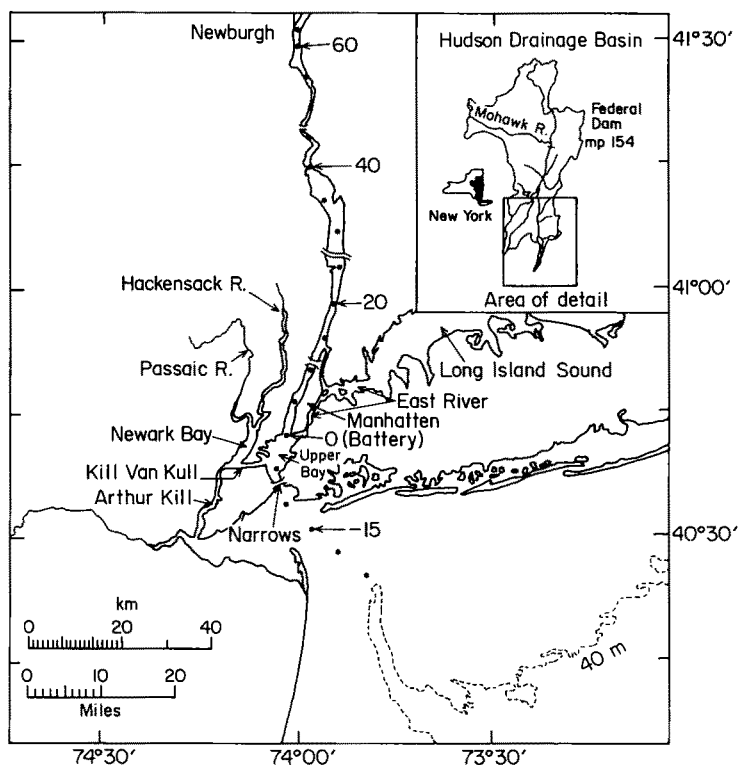 Newburgh
60
40
20
Hudson Drainage Basin
Mohawk R.
Federal
Dam
mp 154
New York
Area of detail
41°30′
41°00′
40°30′
Hackensack R.
Passaic R.
Long Island Sound
East River
Manhatten
0 (Battery)
Newark Bay
Upper
Bay
Kill Van Kull
Arthur Kill
Narrows
-15
km
0 20 40
0 10 20
Miles
40 m
74°30′ 74°00′ 73°30′